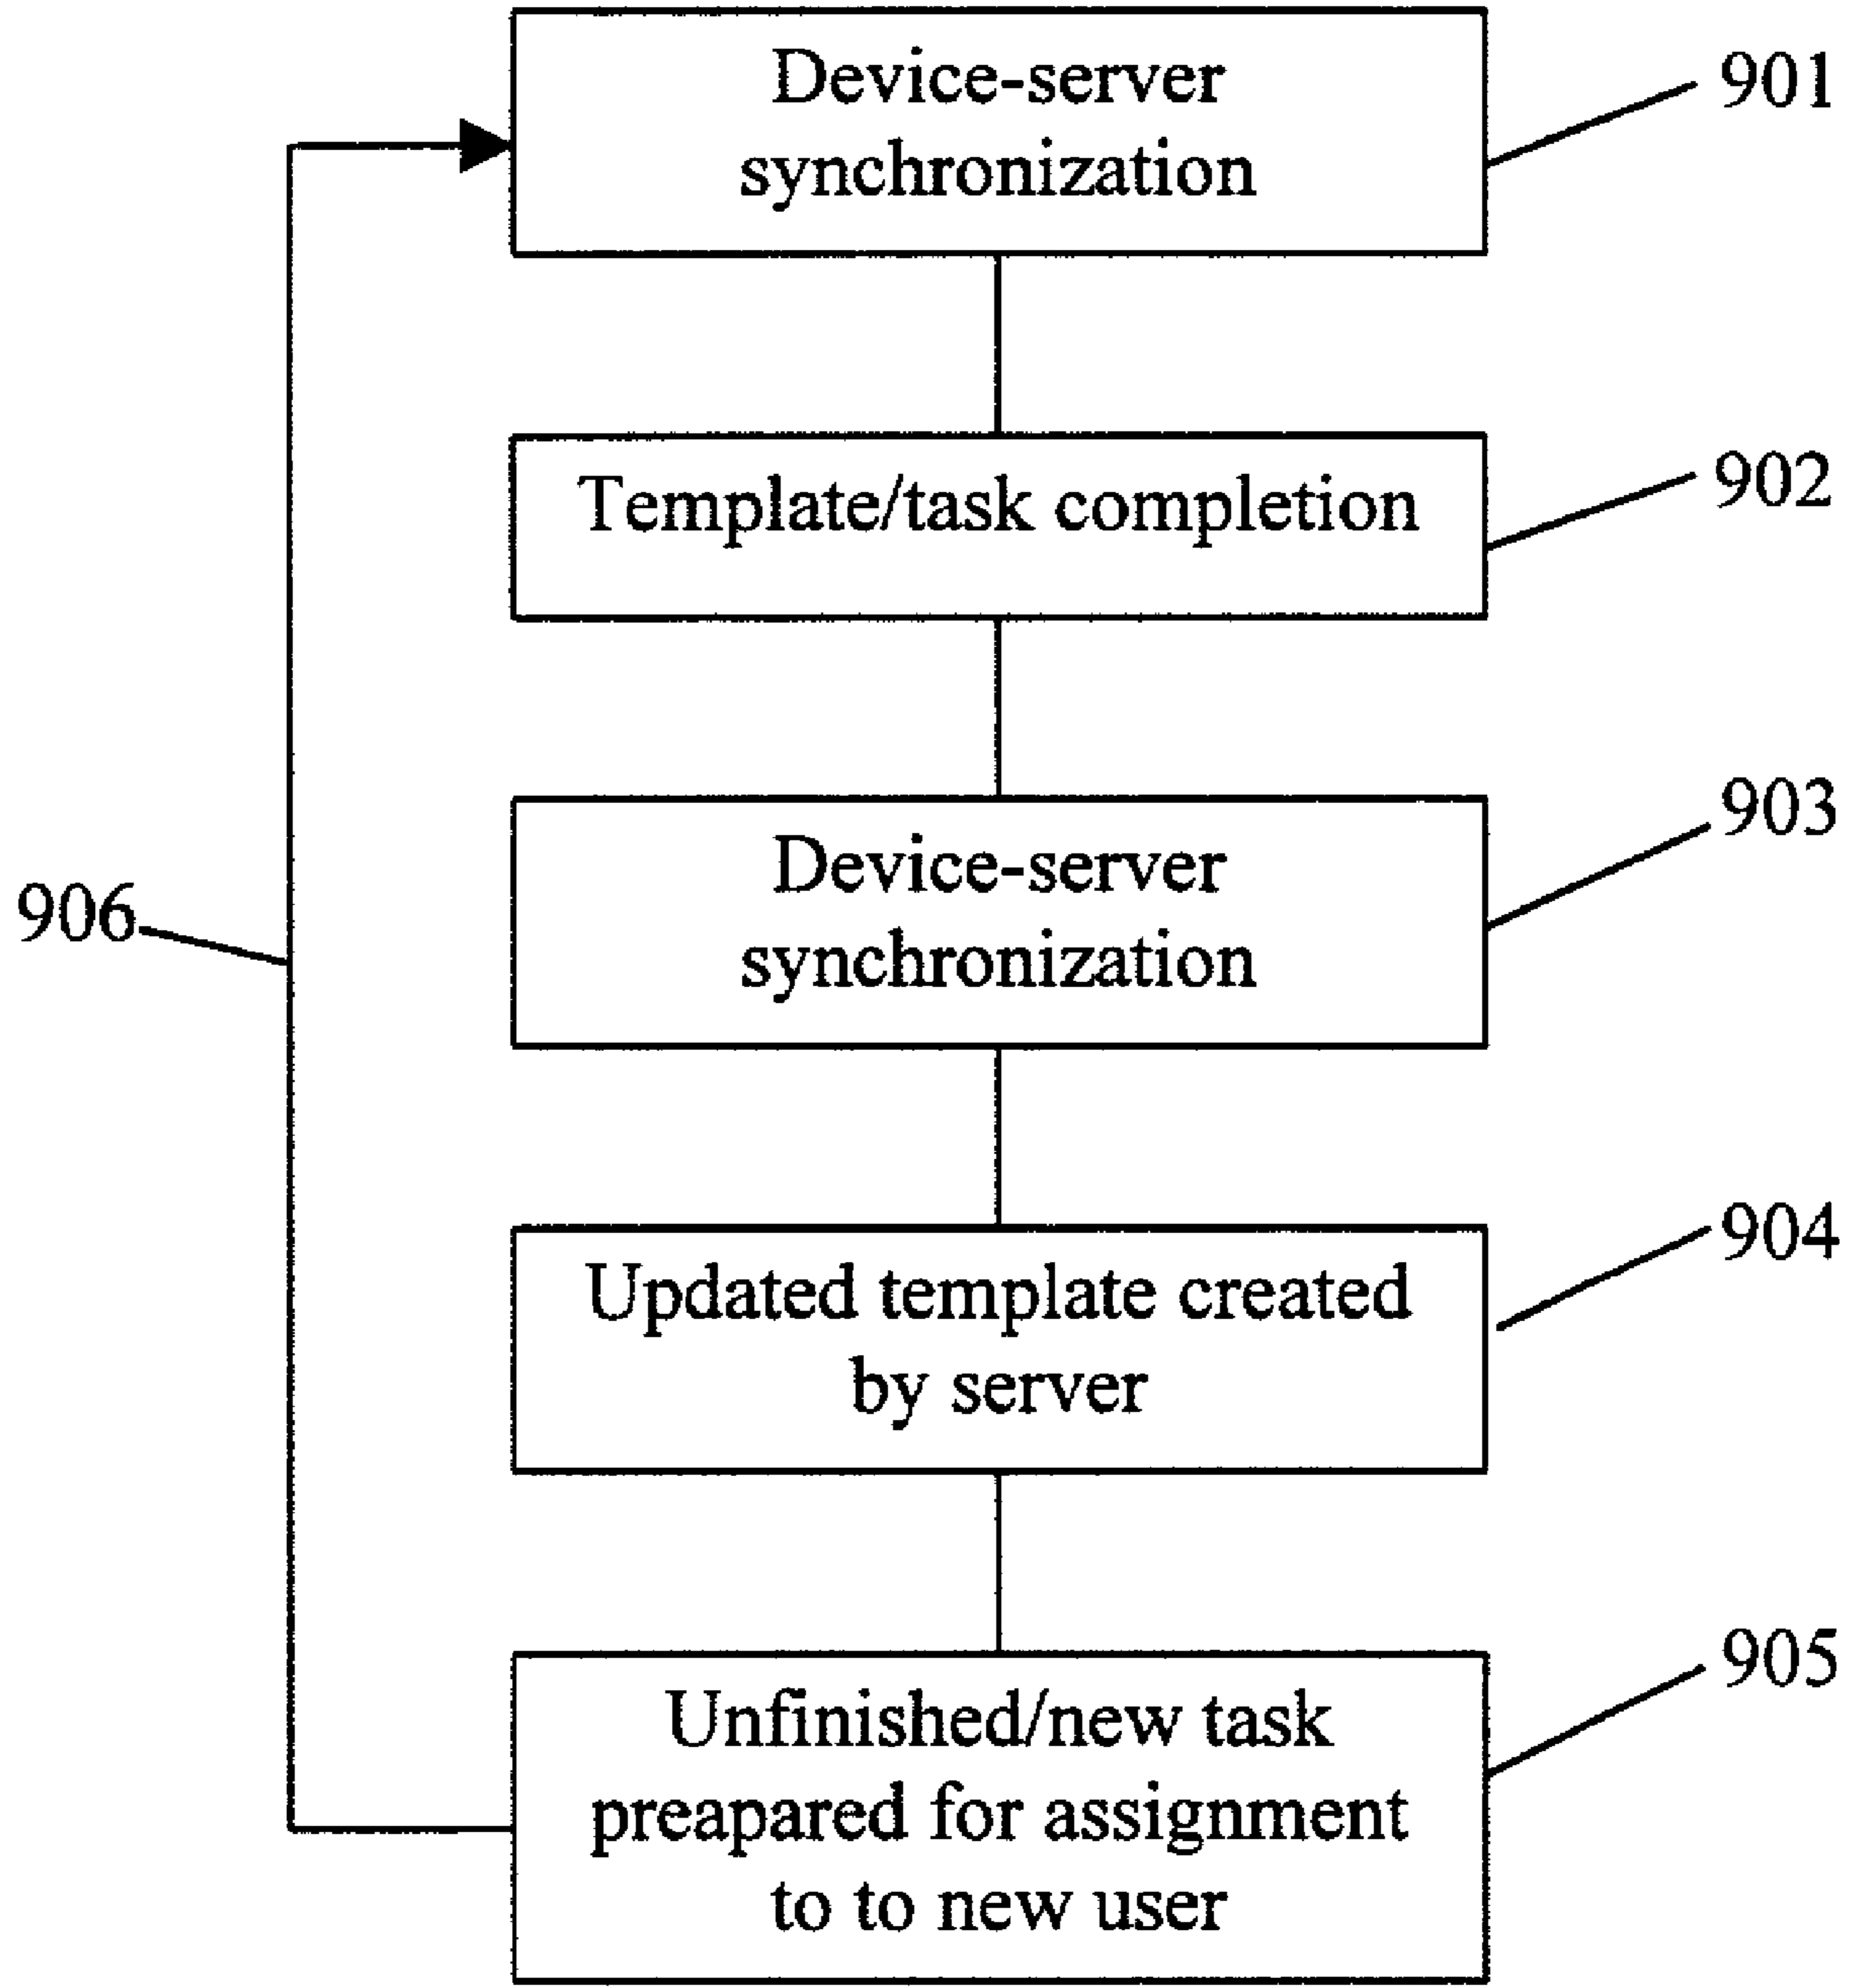 Device-server
synchronization
901
Template/task completion
902
Device-server
synchronization
903
906
Updated template created
by server
904
Unfinished/new task
preapared for assignment
to to new user
905